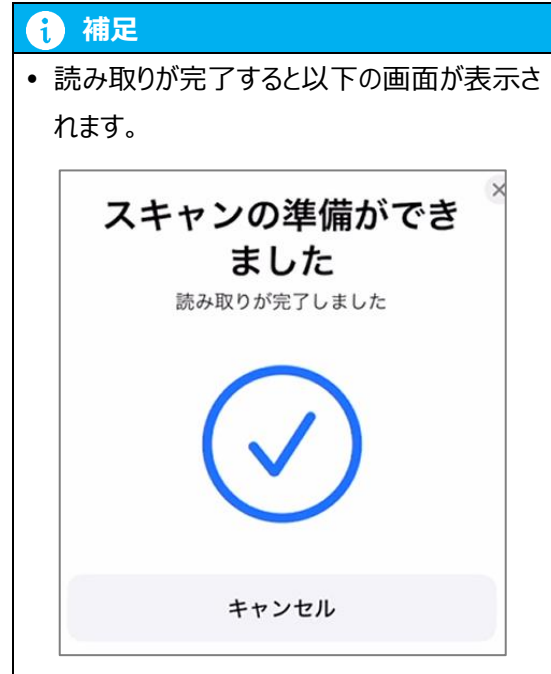 i 補足
• 読み取りが完了すると以下の画面が表示さ
れます。
×
スキャンの準備ができ
ました
読み取りが完了しました
キャンセル